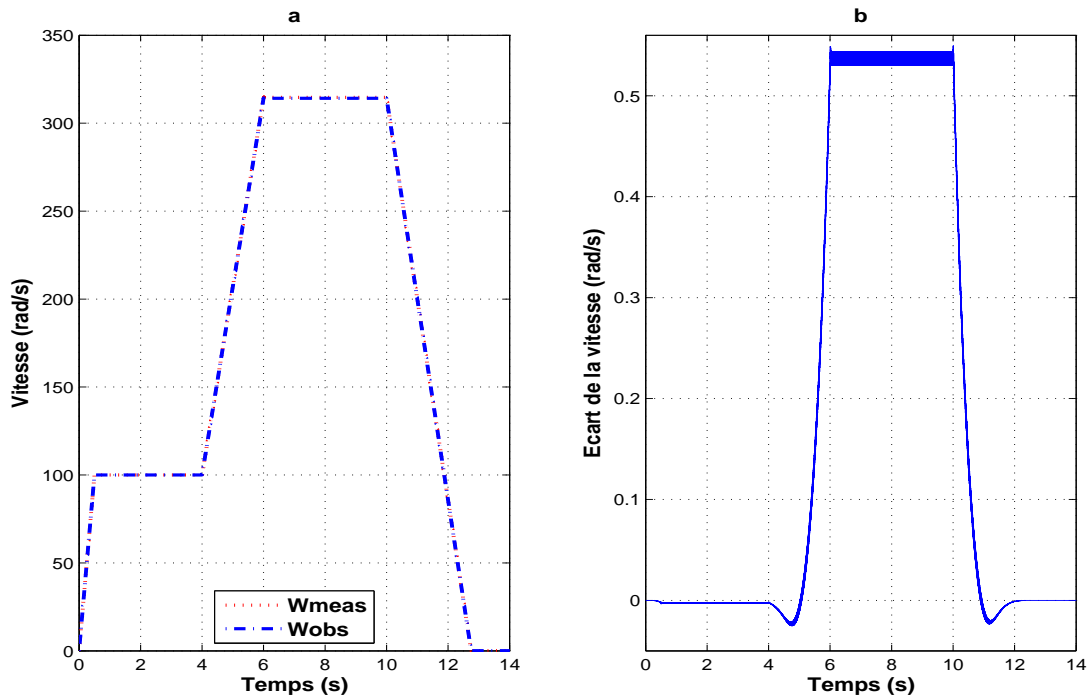 a
350
300
250
200
150
100
50
0
Vitesse (rad/s)
Wmeas
Wobs
0 2 4 6 8 10 12 14
Temps (s)
b
0.5
0.4
0.3
0.2
0.1
0
Ecart de la vitesse (rad/s)
0 2 4 6 8 10 12 14
Temps (s)